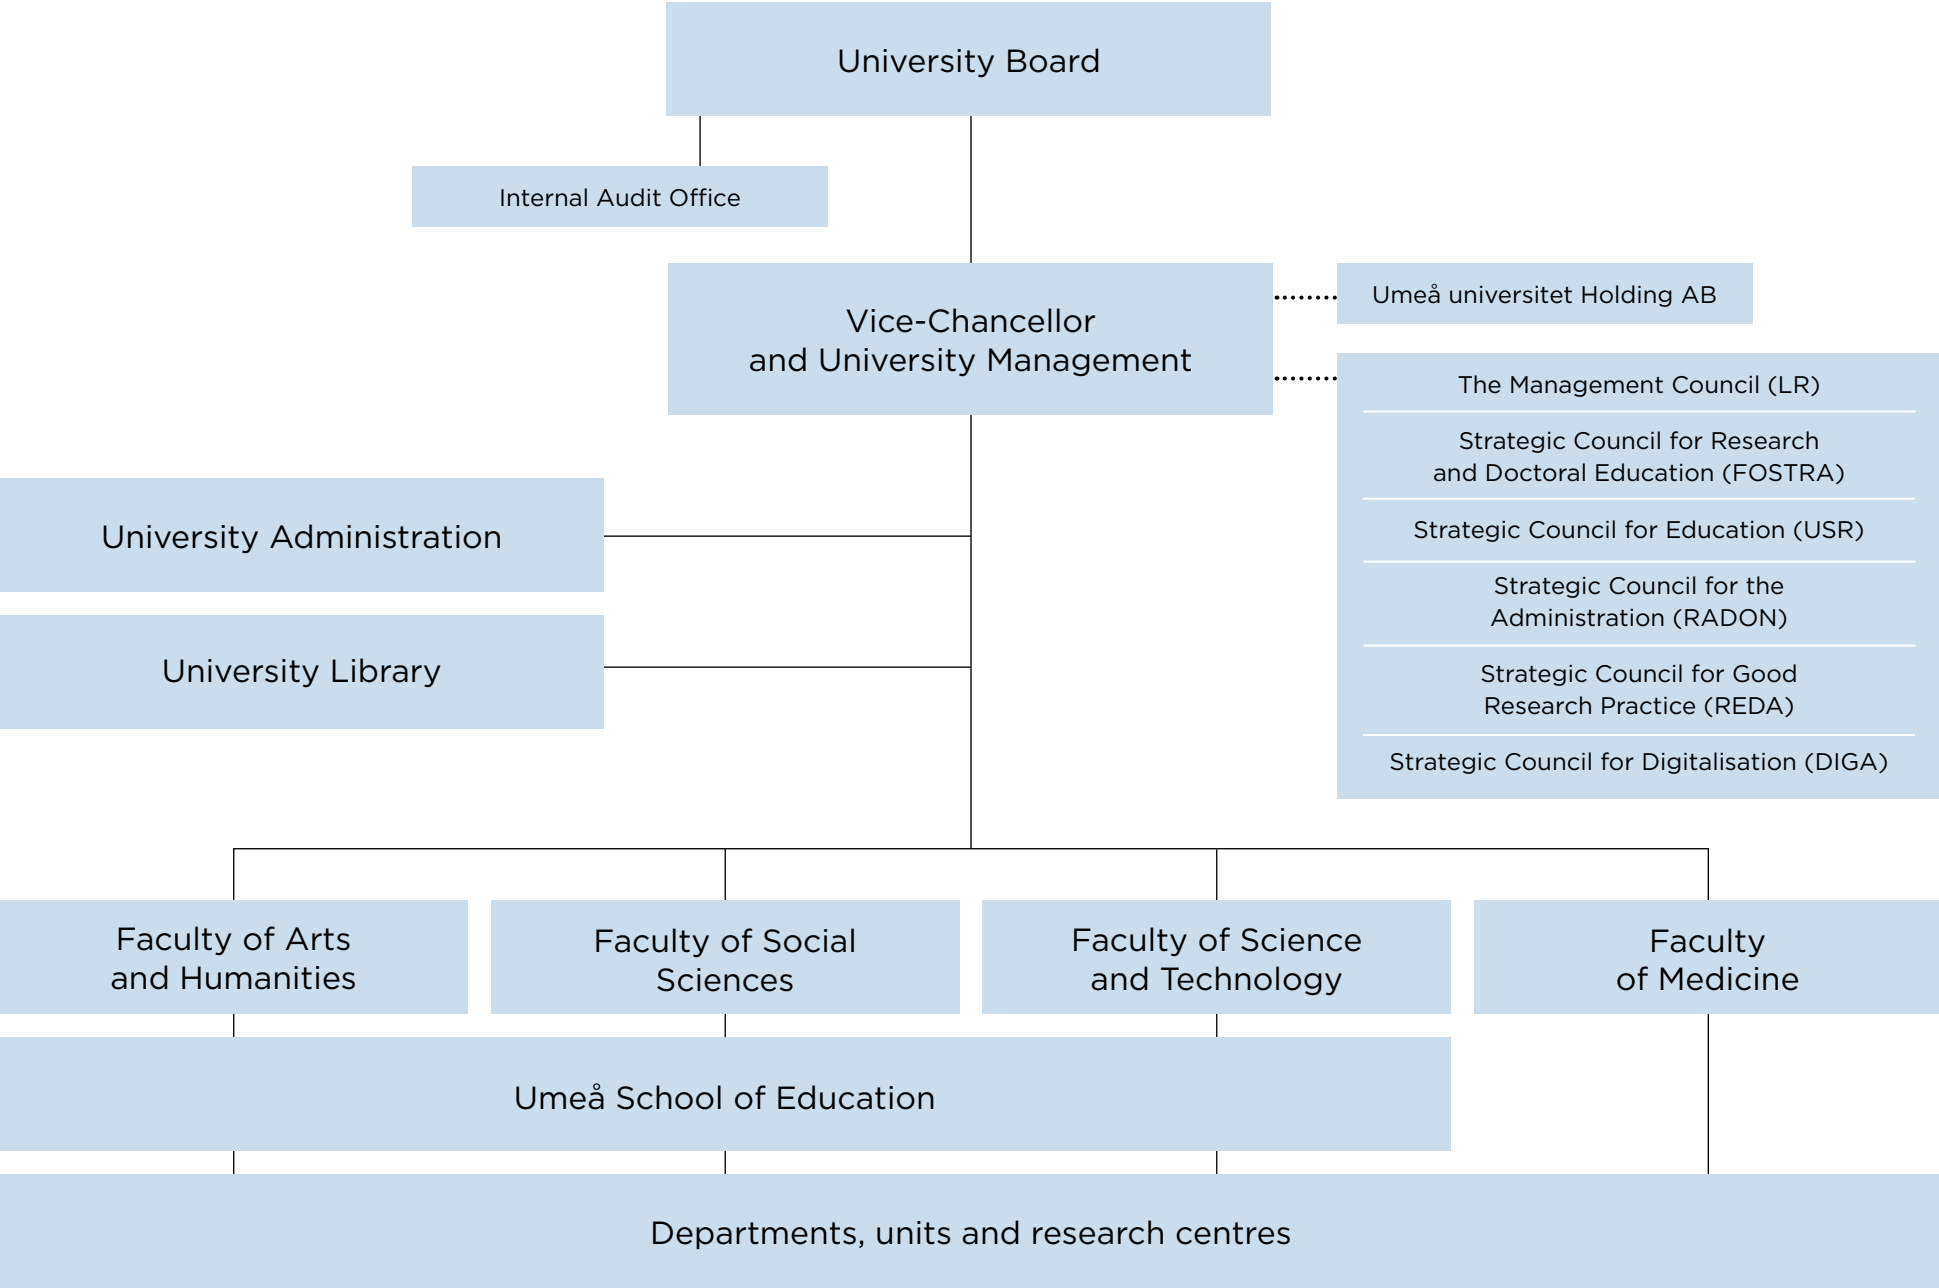 University Board
Internal Audit Office
Vice-Chancellor
and University Management
Umeå universitet Holding AB
The Management Council (LR)
Strategic Council for Research
and Doctoral Education (FOSTRA)
Strategic Council for Education (USR)
Strategic Council for the
Administration (RADON)
Strategic Council for Good
Research Practice (REDA)
Strategic Council for Digitalisation (DIGA)
University Administration
University Library
Faculty of Arts
and Humanities
Faculty of Social
Sciences
Faculty of Science
and Technology
Faculty
of Medicine
Umeå School of Education
Departments, units and research centres